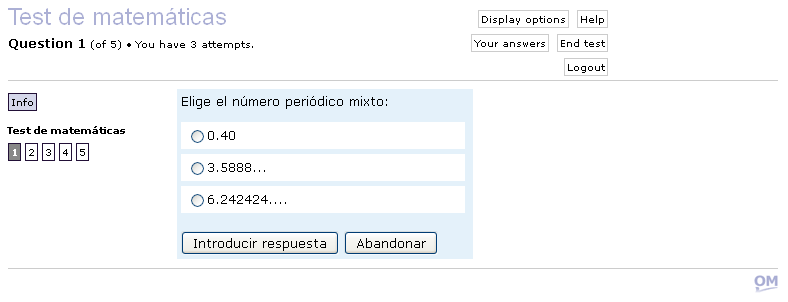 Test de matemáticas
Question 1 (of 5) • You have 3 attempts.
Display options Help
Your answers End test
Logout
Info
Test de matemáticas
1 2 3 4 5
Elige el número periódico mixto:
0.40
3.5888...
6.242424....
Introducir respuesta Abandonar
OM